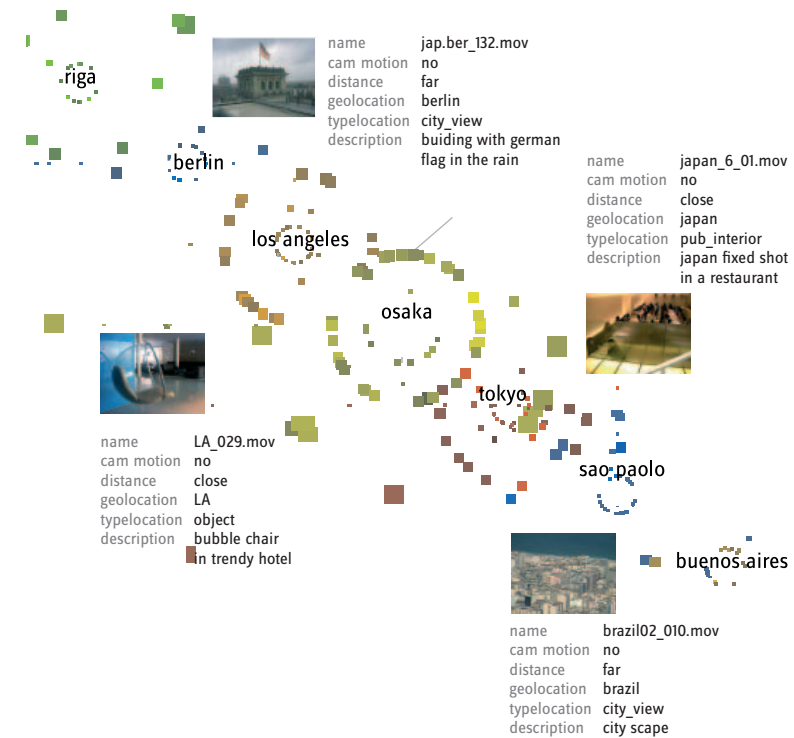 riga
name jap.ber_132.mov
cam motion no
distance far
geolocation berlin
typelocation city_view
description buiding with german
flag in the rain
berlin
name japan_6_01.mov
cam motion no
distance close
geolocation japan
typelocation pub_interior
description japan fixed shot
in a restaurant
los angeles
osaka
tokyo
name LA_029.mov
cam motion no
distance close
geolocation LA
typelocation object
description bubble chair
in trendy hotel
sao paolo
buenos aires
name brazil02_010.mov
cam motion no
distance far
geolocation brazil
typelocation city_view
description city scape